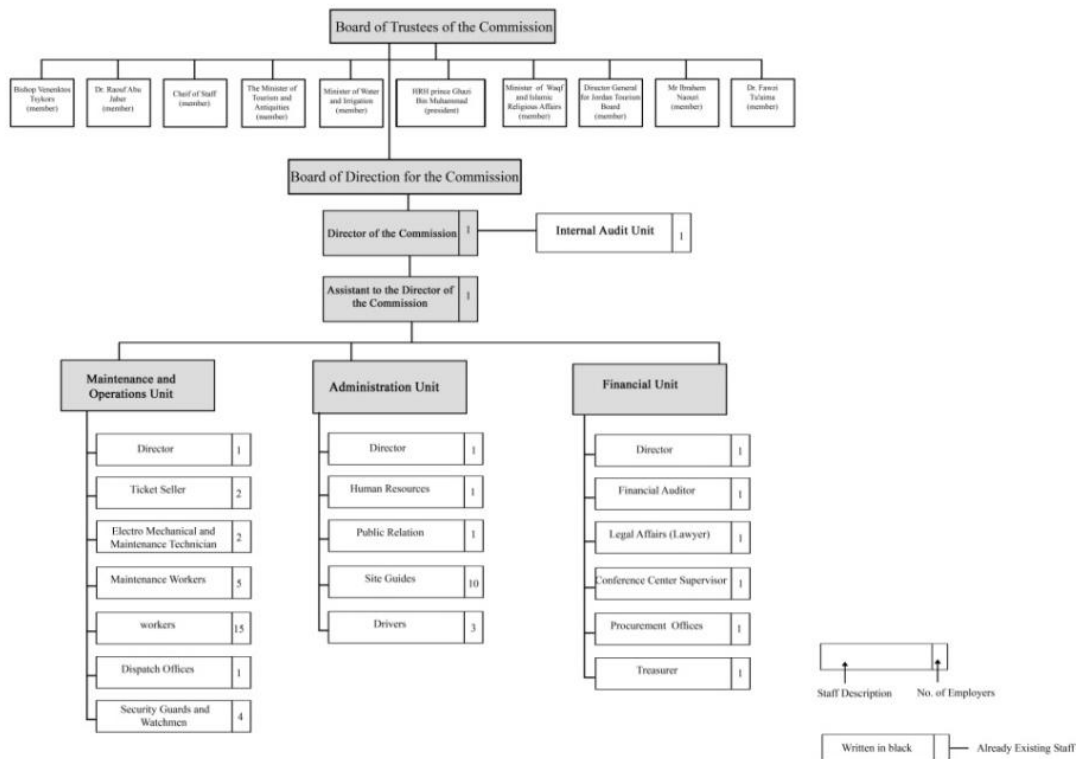 Board of Trustees of the Commission
Bishop Venenktos
Tsykors
(member)
Dr. Raouf Abu
Jaber
(member)
Cheif of Staff
(member)
The Minister of
Tourism and
Antiquities
(member)
Minister of Water
and Irrigation
(member)
HRH prince Ghazi
Bin Muhammad
(president)
Minister of Waqf
and Islamic
Religious Affairs
(member)
Director General
for Jordan Tourism
Board
(member)
Mr Ibrahem
Naouri
(member)
Dr. Fawzi
Tu'aima
(member)
Board of Direction for the Commission
Director of the Commission 1
Internal Audit Unit 1
Assistant to the Director of
the Commission 1
Maintenance and
Operations Unit
Director 1
Ticket Seller 2
Electro Mechanical and
Maintenance Technician 2
Maintenance Workers 5
workers 15
Dispatch Offices 1
Security Guards and
Watchmen 4
Administration Unit
Director 1
Human Resources 1
Public Relation 1
Site Guides 10
Drivers 3
Financial Unit
Director 1
Financial Auditor 1
Legal Affairs (Lawyer) 1
Conference Center Supervisor 1
Procurement Offices 1
Treasurer 1
Staff Description No. of Employers
Written in black Already Existing Staff